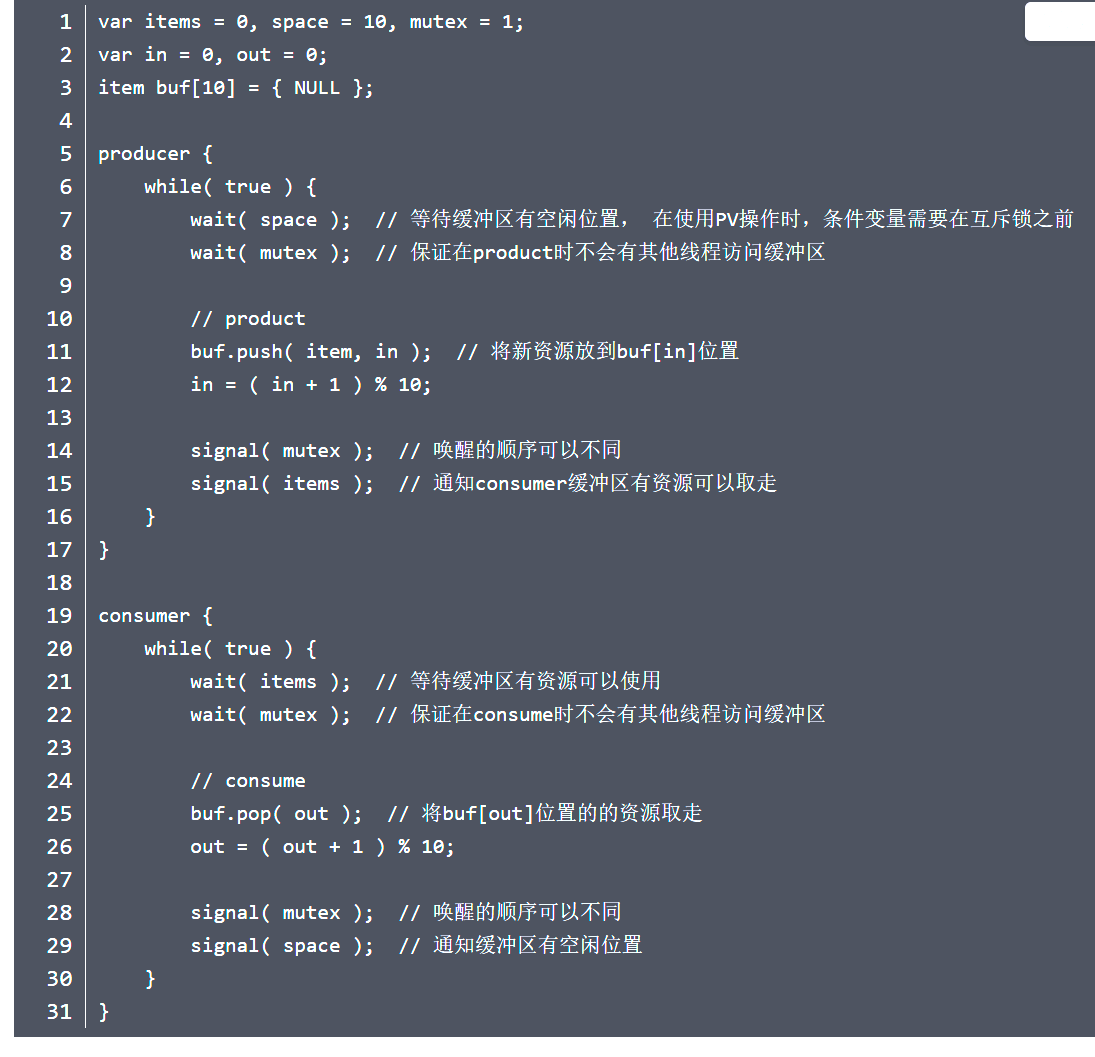 1 var items = 0, space = 10, mutex = 1;
2 var in = 0, out = 0;
3 item buf[10] = { NULL };
4
5 producer {
6     while( true ) {
7         wait( space );  // 等待缓冲区有空闲位置， 在使用PV操作时，条件变量需要在互斥锁之前
8         wait( mutex );  // 保证在product时不会有其他线程访问缓冲区
9
10         // product
11         buf.push( item, in );  // 将新资源放到buf[in]位置
12         in = ( in + 1 ) % 10;
13
14         signal( mutex );  // 唤醒的顺序可以不同
15         signal( items );  // 通知consumer缓冲区有资源可以取走
16     }
17 }
18
19 consumer {
20     while( true ) {
21         wait( items );  // 等待缓冲区有资源可以使用
22         wait( mutex );  // 保证在consume时不会有其他线程访问缓冲区
23
24         // consume
25         buf.pop( out );  // 将buf[out]位置的的资源取走
26         out = ( out + 1 ) % 10;
27
28         signal( mutex );  // 唤醒的顺序可以不同
29         signal( space );  // 通知缓冲区有空闲位置
30     }
31 }